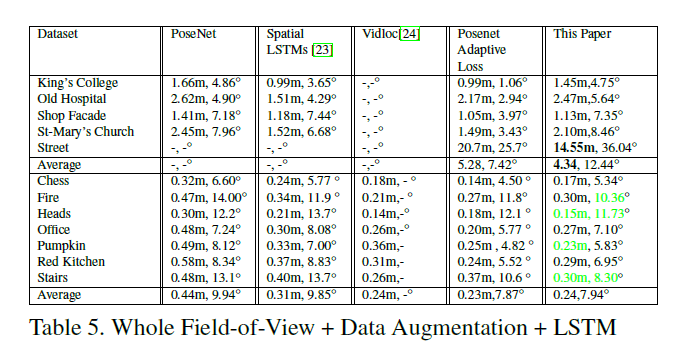 Dataset PoseNet Spatial LSTMs [23] Vidloc[24] Posenet Adaptive Loss This Paper
King's College 1.66m, 4.86° 0.99m, 3.65° -,-° 0.99m, 1.06° 1.45m,4.75°
Old Hospital 2.62m, 4.90° 1.51m, 4.29° -, -° 2.17m, 2.94° 2.47m,5.64°
Shop Facade 1.41m, 7.18° 1.18m, 7.44° -, -° 1.05m, 3.97° 1.13m, 7.35°
St-Mary's Church 2.45m, 7.96° 1.52m, 6.68° -, -° 1.49m, 3.43° 2.10m,8.46°
Street -, -° -, -° -, -° 20.7m, 25.7° 14.55m, 36.04°
Average -, -° -, -° -,-° 5.28, 7.42° 4.34, 12.44°
Chess 0.32m, 6.60° 0.24m, 5.77 ° 0.18m, - ° 0.14m, 4.50 ° 0.17m, 5.34°
Fire 0.47m, 14.00° 0.34m, 11.9 ° 0.21m,- ° 0.27m, 11.8° 0.30m, 10.36°
Heads 0.30m, 12.2° 0.21m, 13.7° 0.14m,-° 0.18m, 12.1 ° 0.15m, 11.73°
Office 0.48m, 7.24° 0.30m, 8.08° 0.26m,-° 0.20m, 5.77 ° 0.27m, 7.10°
Pumpkin 0.49m, 8.12° 0.33m, 7.00° 0.36m,- 0.25m , 4.82 ° 0.23m, 5.83°
Red Kitchen 0.58m, 8.34° 0.37m, 8.83° 0.31m,- 0.24m, 5.52 ° 0.29m, 6.95°
Stairs 0.48m, 13.1° 0.40m, 13.7° 0.26m,- 0.37m, 10.6 ° 0.30m, 8.30°
Average 0.44m, 9.94° 0.31m, 9.85° 0.24m, -° 0.23m,7.87° 0.24,7.94°
Table 5. Whole Field-of-View + Data Augmentation + LSTM